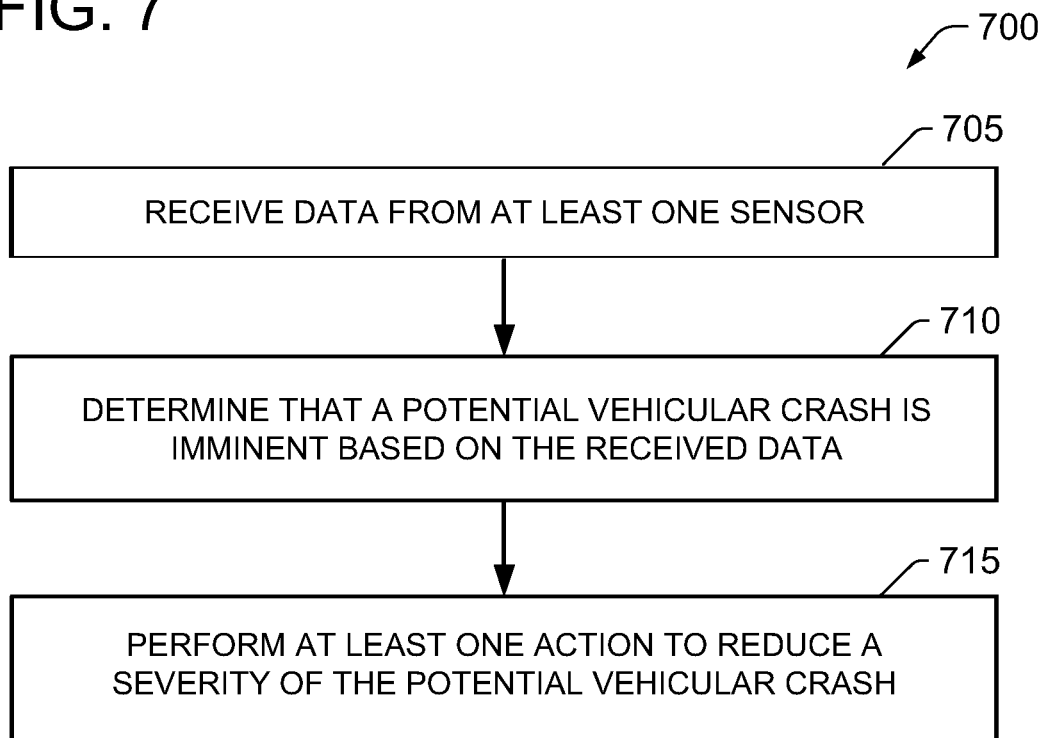 FIG. 7
700
705
RECEIVE DATA FROM AT LEAST ONE SENSOR
710
DETERMINE THAT A POTENTIAL VEHICULAR CRASH IS
IMMINENT BASED ON THE RECEIVED DATA
715
PERFORM AT LEAST ONE ACTION TO REDUCE A
SEVERITY OF THE POTENTIAL VEHICULAR CRASH